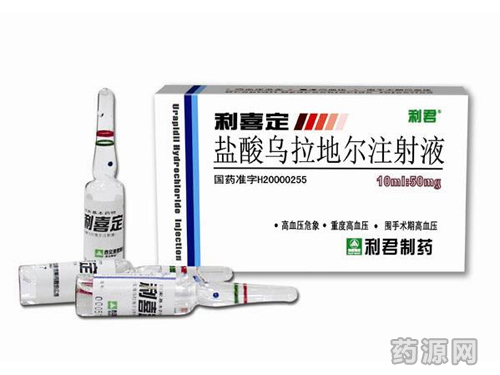 利喜定
利君®
盐酸乌拉地尔注射液
国药准字H20000255
10ml:50mg
·高血压危象 ·重度高血压 ·围手术期高血压
利君制药
Urapidil Hydrochloride Injection
利喜定
利喜定
药源网